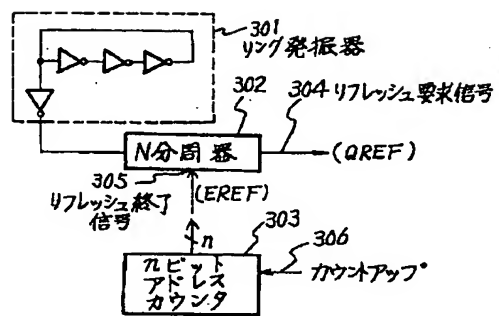 301
リング発振器
302
304 リフレッシュ要求信号
N分周器
(QREF)
305
リフレッシュ終了
信号
(EREF)
n
303
nビット
アドレス
カウンタ
306
カウントアップ